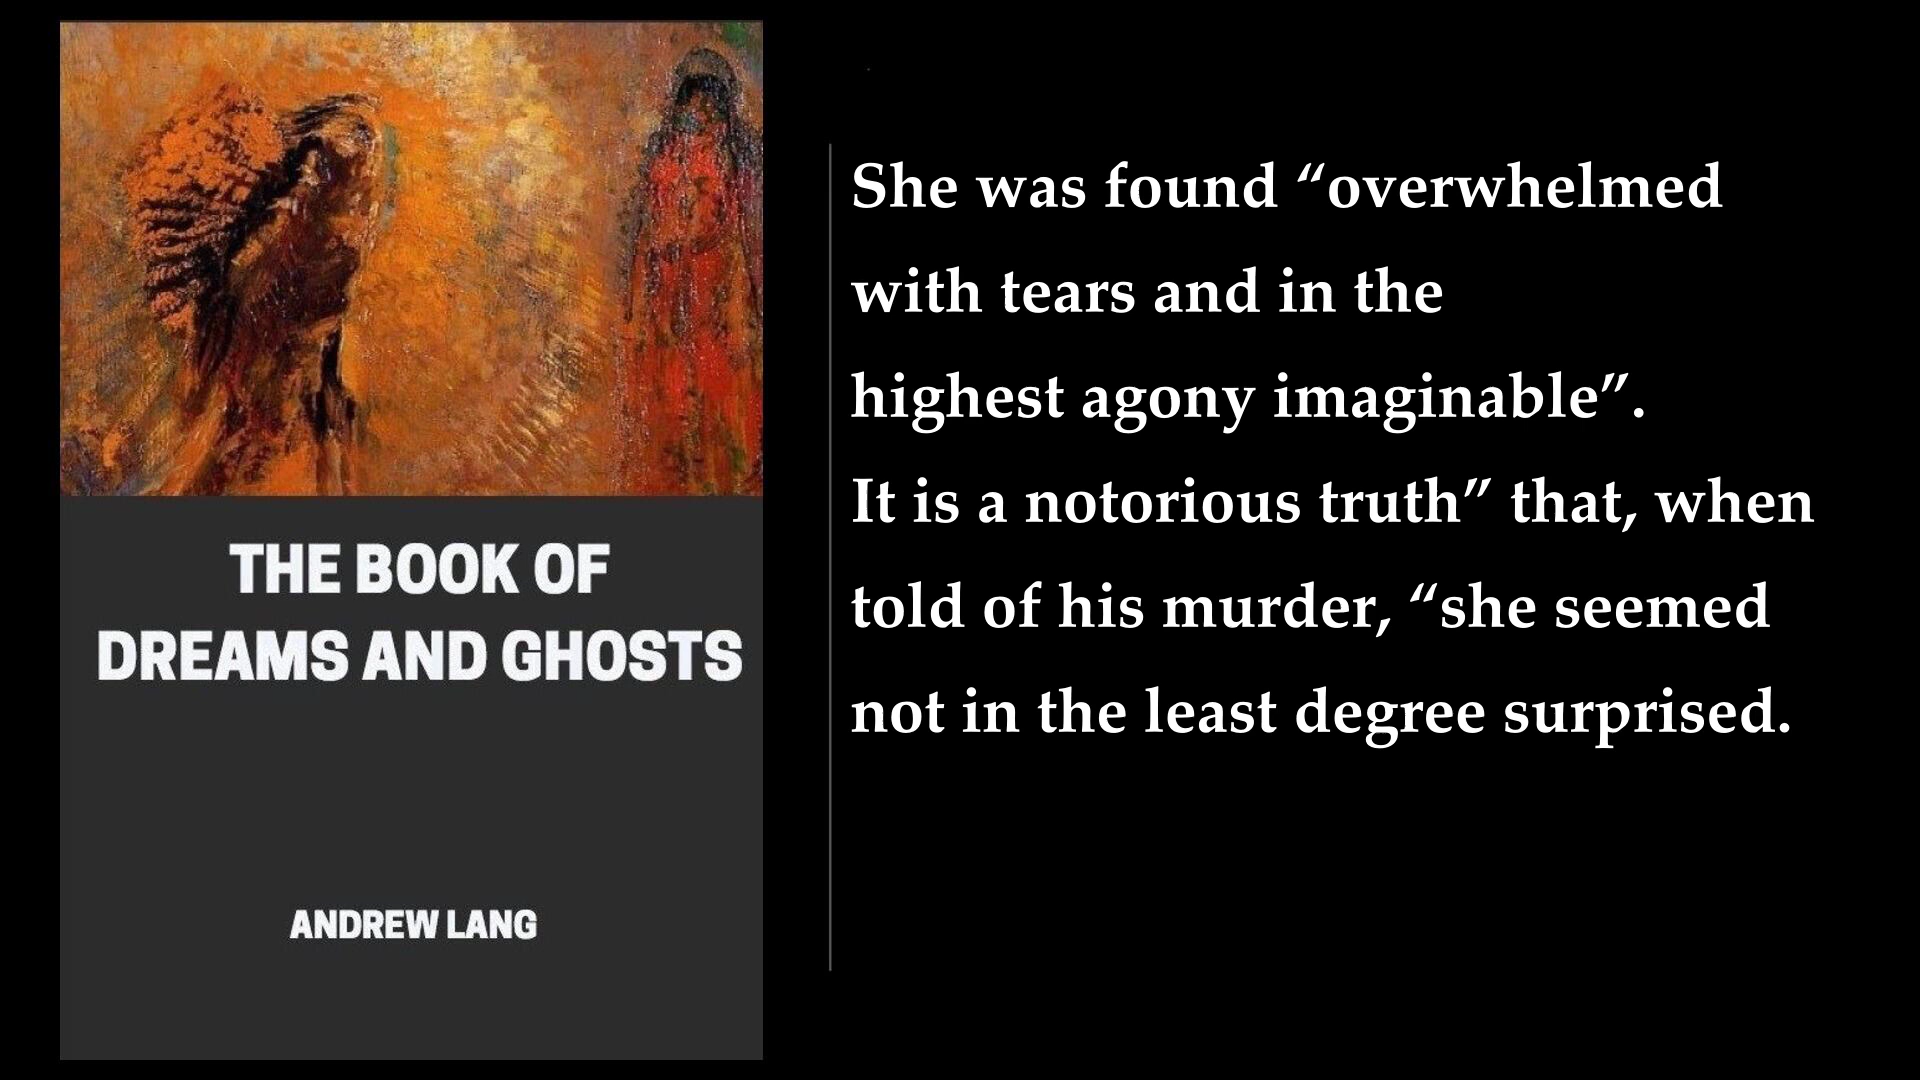 THE BOOK OF
DREAMS AND GHOSTS
ANDREW LANG
She was found “overwhelmed
with tears and in the
highest agony imaginable”.
It is a notorious truth” that, when
told of his murder, “she seemed
not in the least degree surprised.